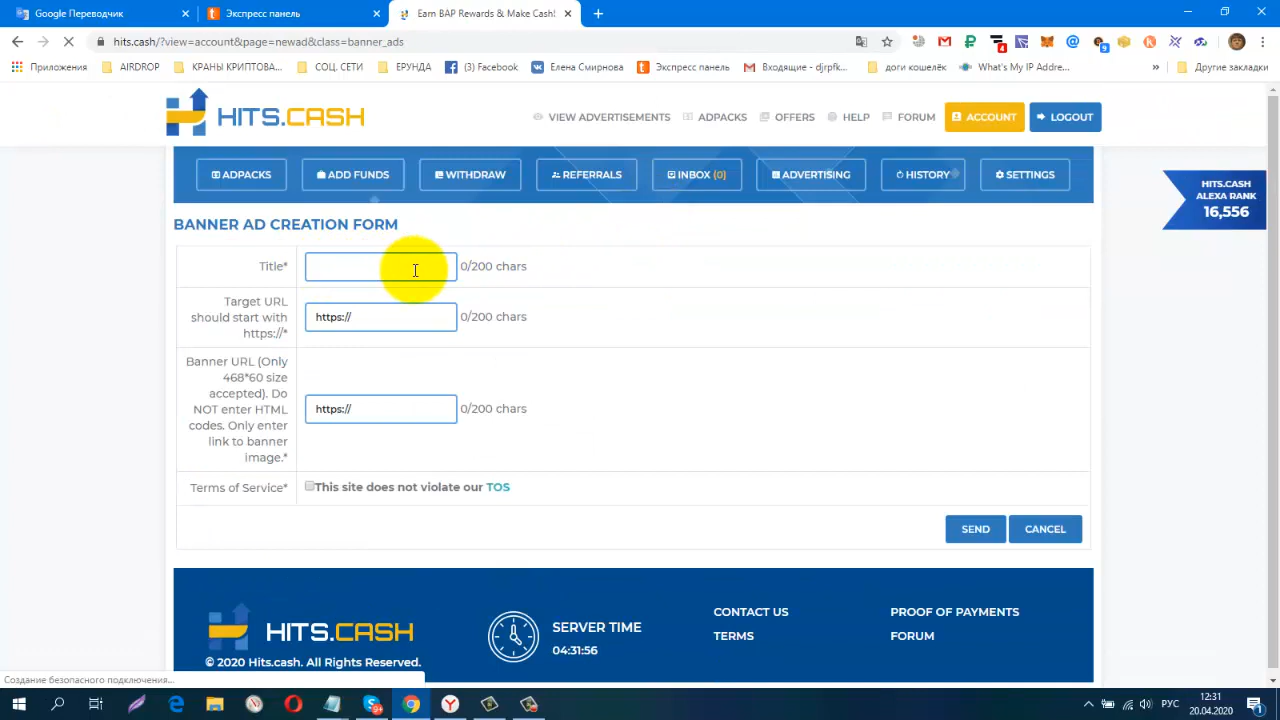 Google Переводчик
Экспресс панель
Earn BAP Rewards & Make Cash!
hits.cash/?view=account&page=newad&class=banner_ads
Приложения
AIRDROP
КРАНЫ КРИПТОВА...
СОЦ. СЕТИ
ЕРУНДА
(3) Facebook
Елена Смирнова
Экспресс панель
Входящие - djrpfk...
доги кошелёк
What's My IP Addre...
»
Другие закладки
HITS.CASH
VIEW ADVERTISEMENTS
ADPACKS
OFFERS
HELP
FORUM
ACCOUNT
LOGOUT
ADPACKS
ADD FUNDS
WITHDRAW
REFERRALS
INBOX (0)
ADVERTISING
HISTORY
SETTINGS
HITS.CASH
ALEXA RANK
16,556
BANNER AD CREATION FORM
Title*
0/200 chars
Target URL
should start with
https://*
https://
0/200 chars
Banner URL (Only
468*60 size
accepted). Do
NOT enter HTML
codes. Only enter
link to banner
image.*
https://
0/200 chars
Terms of Service*
This site does not violate our TOS
SEND
CANCEL
HITS.CASH
© 2020 Hits.cash. All Rights Reserved.
SERVER TIME
04:31:56
CONTACT US
TERMS
PROOF OF PAYMENTS
FORUM
Создание безопасного подключения...
РУС
12:31
20.04.2020